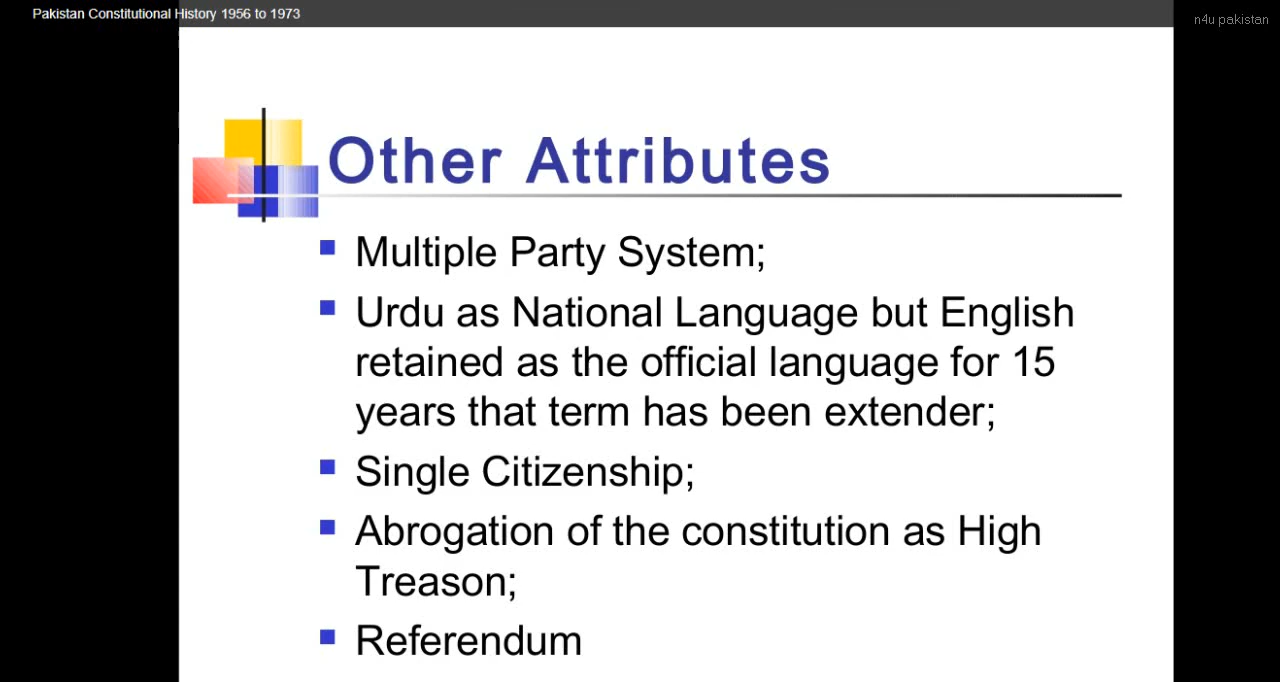 Pakistan Constitutional History 1956 to 1973
n4u pakistan
Other Attributes
Multiple Party System;
Urdu as National Language but English
retained as the official language for 15
years that term has been extender;
Single Citizenship;
Abrogation of the constitution as High
Treason;
Referendum